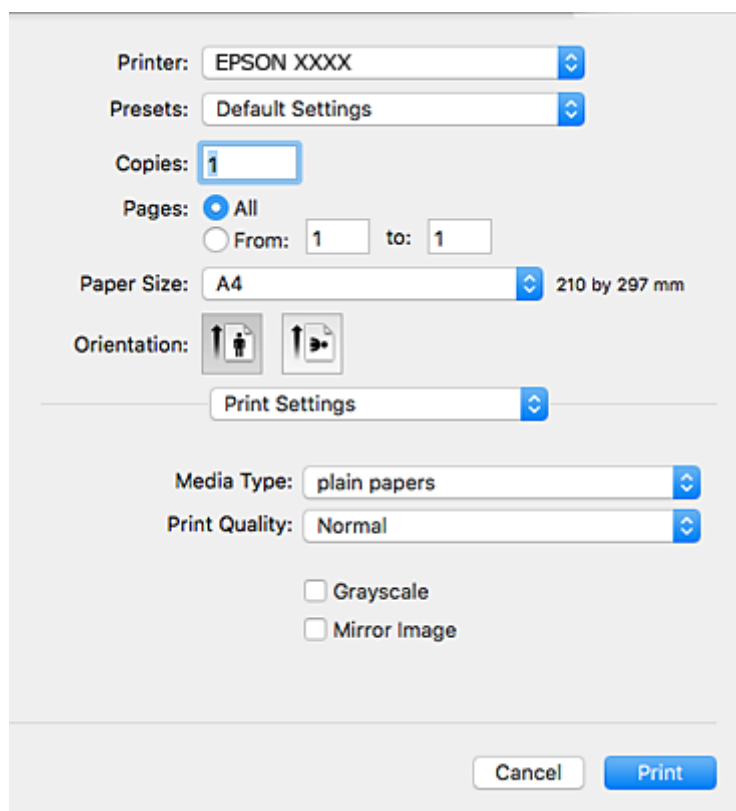 Printer: EPSON XXXX
Presets: Default Settings
Copies: 1
Pages: All
From: 1 to: 1
Paper Size: A4 210 by 297 mm
Orientation:
Print Settings
Media Type: plain papers
Print Quality: Normal
Grayscale
Mirror Image
Cancel Print